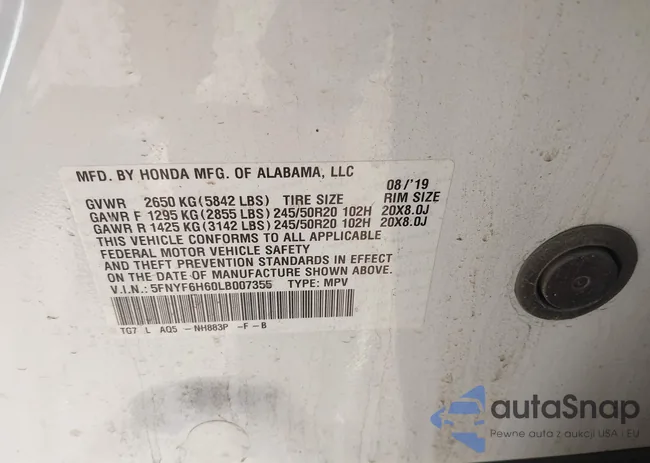 MFD. BY HONDA MFG. OF ALABAMA, LLC 08/'19
GVWR 2650 KG(5842 LBS) TIRE SIZE RIM SIZE
GAWR F 1295 KG(2855 LBS)245/50R20 102H 20X8.0J
GAWR R 1425 KG(3142 LBS)245/50R20 102H 20X8.0J
THIS VEHICLE CONFORMS TO ALL APPLICABLE
FEDERAL MOTOR VEHICLE SAFETY
AND THEFT PREVENTION STANDARDS IN EFFECT
ON THE DATE OF MANUFACTURE SHOWN ABOVE.
V.I.N.: 5FNYF6H60LB007355 TYPE: MPV
TG7 L AQ5 -NH883P -F-B
autoSnap
Pewne auta z aukcji USA i EU